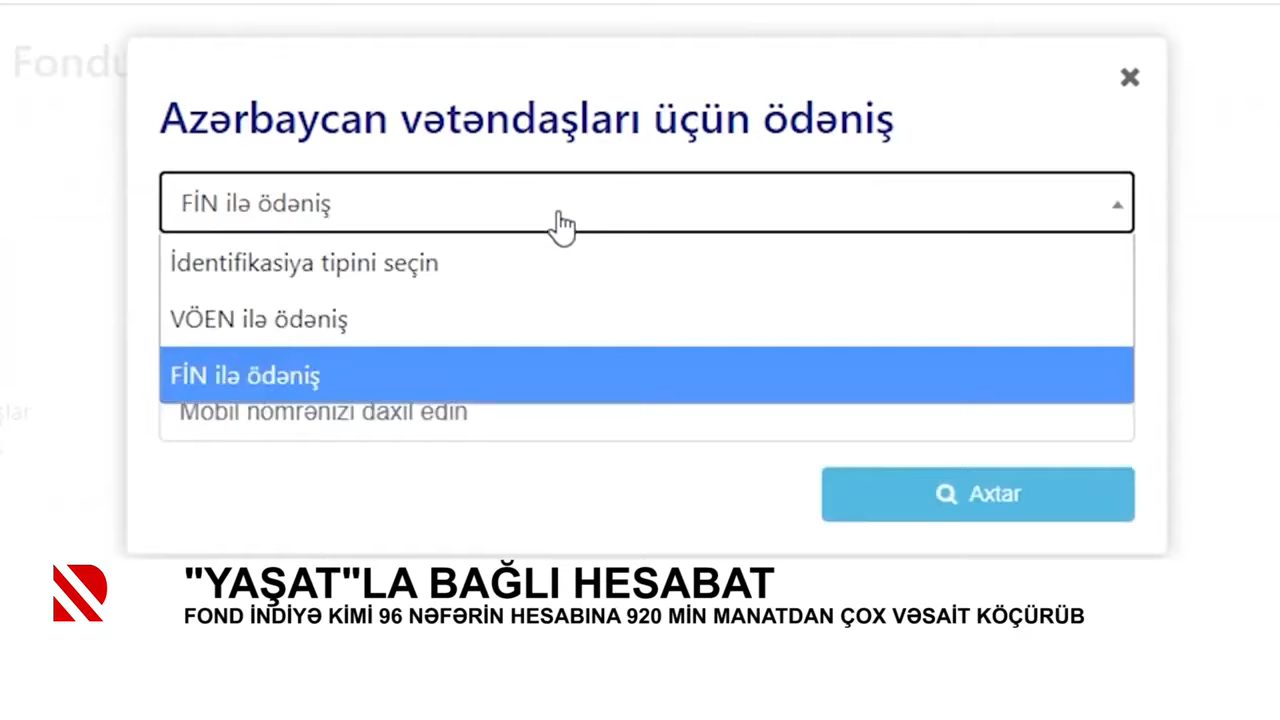 Fondu
Azərbaycan vətəndaşları üçün ödəniş
FİN ilə ödəniş
İdentifikasiya tipini seçin
VÖEN ilə ödəniş
FİN ilə ödəniş
Mobil nömrənizi daxil edin
Axtar
"YAŞAT"LA BAĞLI HESABAT
FOND İNDİYƏ KİMİ 96 NƏFƏRİN HESABINA 920 MİN MANATDAN ÇOX VƏSAİT KÖÇÜRÜB